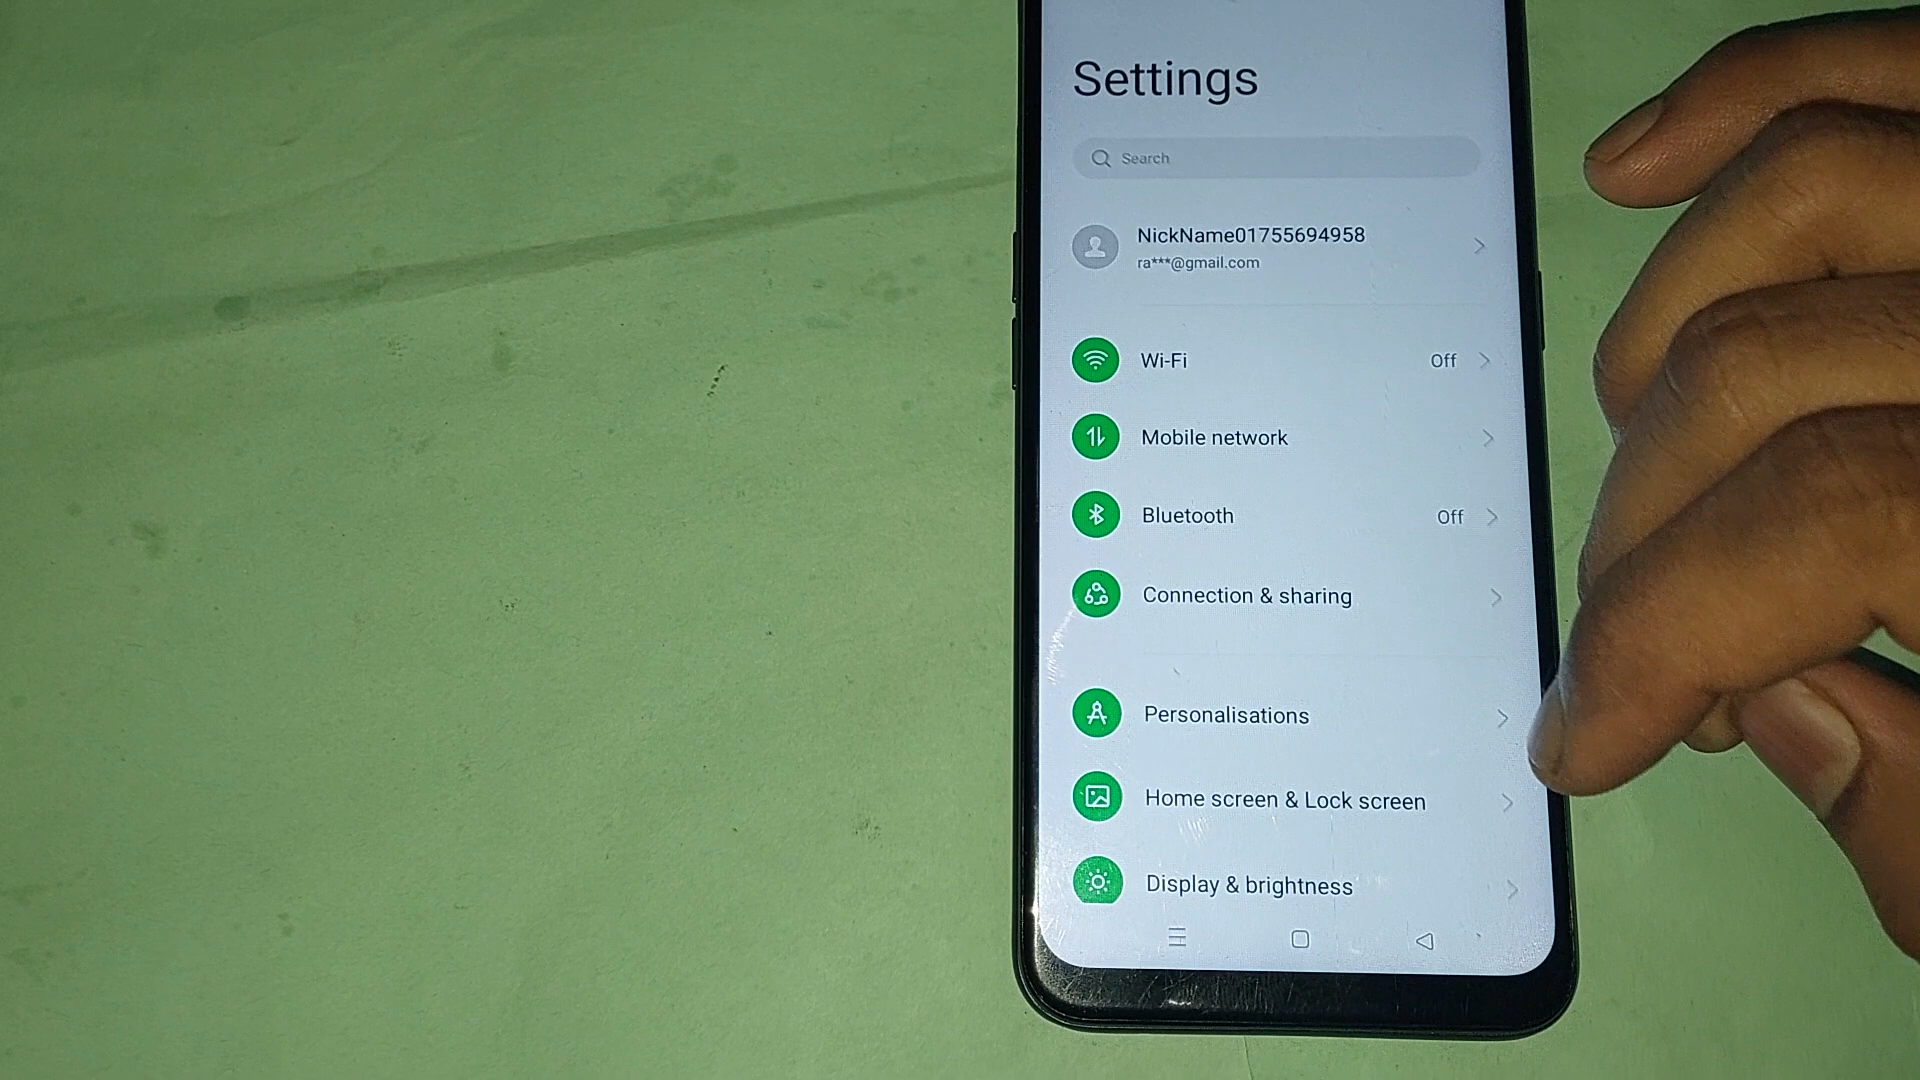 Settings
Search
NickName01755694958
ra***@gmail.com
Wi-Fi Off
Mobile network
Bluetooth Off
Connection & sharing
Personalisations
Home screen & Lock screen
Display & brightness